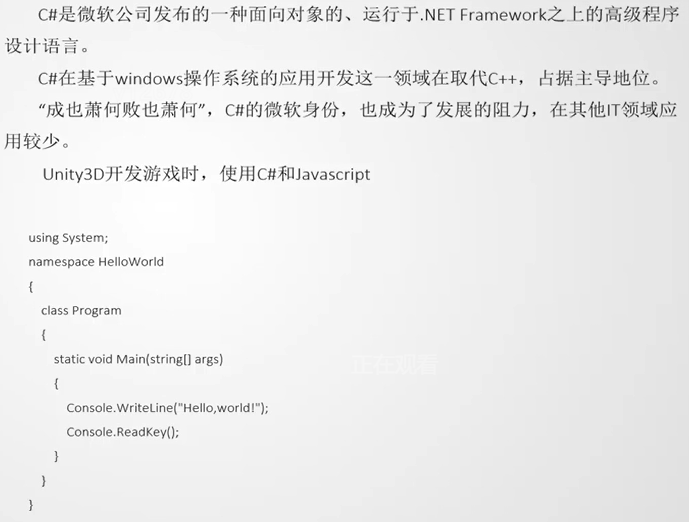 C#是微软公司发布的一种面向对象的、运行于.NET Framework之上的高级程序
设计语言。
C#在基于windows操作系统的应用开发这一领域在取代C++，占据主导地位。
“成也萧何败也萧何”，C#的微软身份，也成为了发展的阻力，在其他IT领域应
用较少。
Unity3D开发游戏时，使用C#和Javascript
using System;
namespace HelloWorld
{
class Program
{
static void Main(string[] args)
{
正在观看
Console.WriteLine("Hello,world!");
Console.ReadKey();
}
}
}